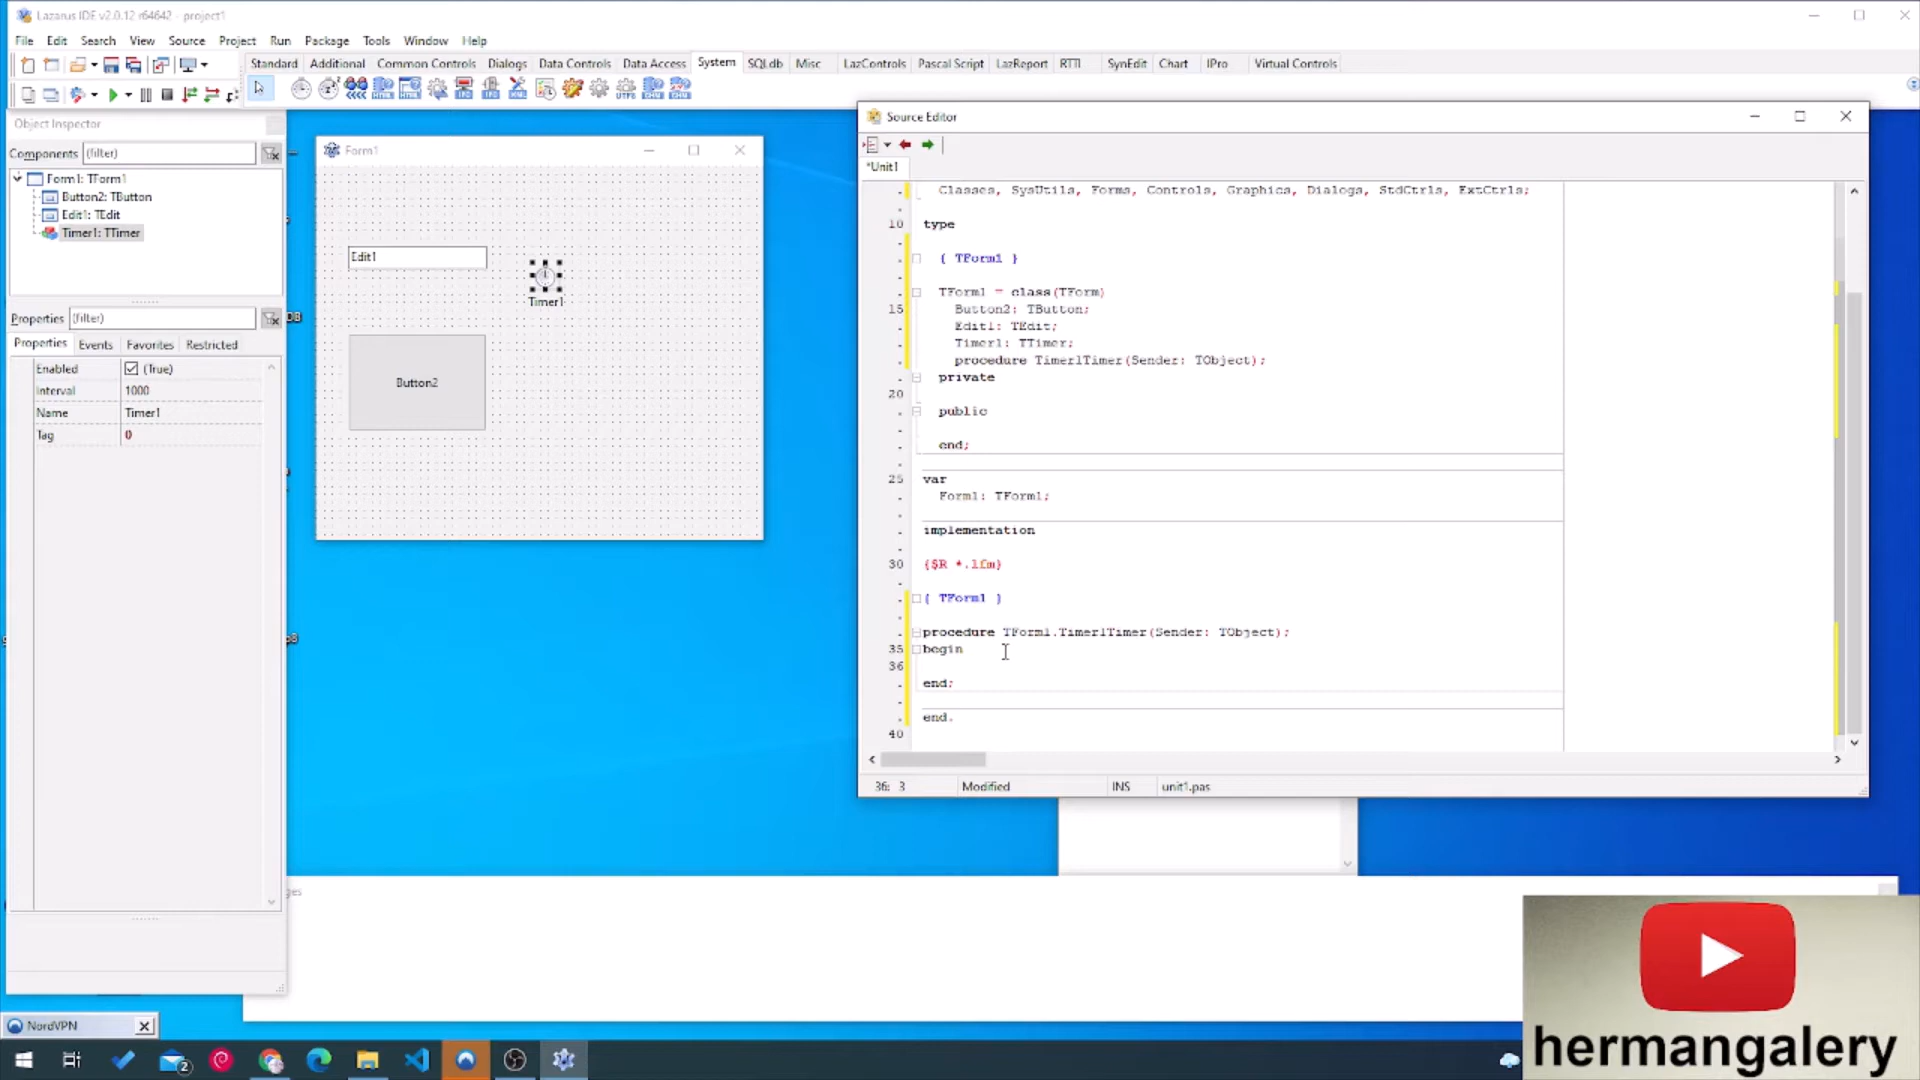 Lazarus IDE v2.0.12 r64642 - project1
File Edit Search View Source Project Run Package Tools Window Help
Standard Additional Common Controls Dialogs Data Controls Data Access System SQLdb Misc LazControls Pascal Script LazReport RTTI SynEdit Chart IPro Virtual Controls
Object Inspector
Components (filter)
Form1: TForm1
Button2: TButton
Edit1: TEdit
Timer1: TTimer
Properties (filter)
Properties Events Favorites Restricted
Enabled (True)
Interval 1000
Name Timer1
Tag 0
Form1
Edit1
Timer1
Button2
Source Editor
*Unit1
Classes, SysUtils, Forms, Controls, Graphics, Dialogs, StdCtrls, ExtCtrls;
10 type
{ TForm1 }
TForm1 = class(TForm)
15 Button2: TButton;
Edit1: TEdit;
Timer1: TTimer;
procedure Timer1Timer(Sender: TObject);
private
20
public
end;
25 var
Form1: TForm1;
implementation
30 {$R *.lfm}
{ TForm1 }
procedure TForm1.Timer1Timer(Sender: TObject);
35 begin
36
end;
end.
40
36: 3 Modified INS unit1.pas
NordVPN
2
hermangalery